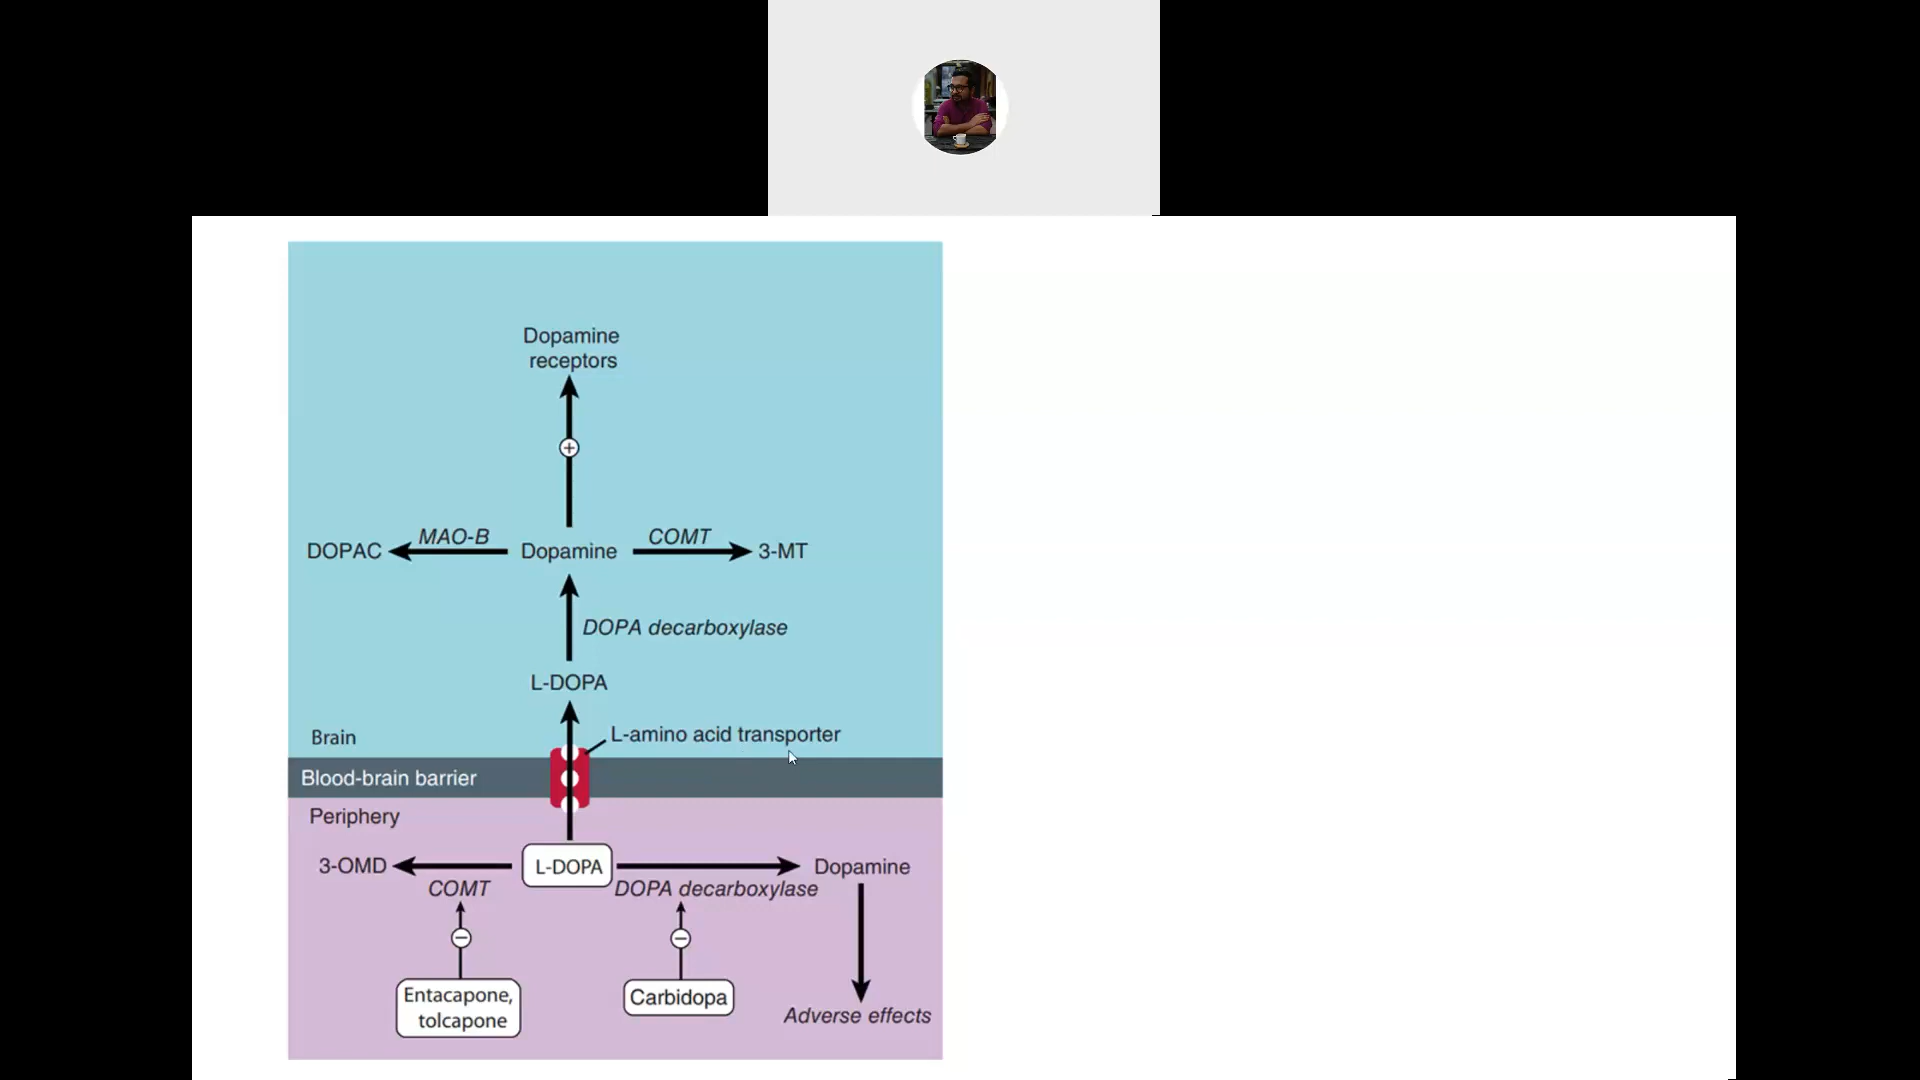 Dopamine
receptors
DOPAC
MAO-B
Dopamine
COMT
3-MT
DOPA decarboxylase
L-DOPA
Brain
L-amino acid transporter
Blood-brain barrier
Periphery
3-OMD
L-DOPA
Dopamine
COMT
DOPA decarboxylase
Entacapone,
tolcapone
Carbidopa
Adverse effects